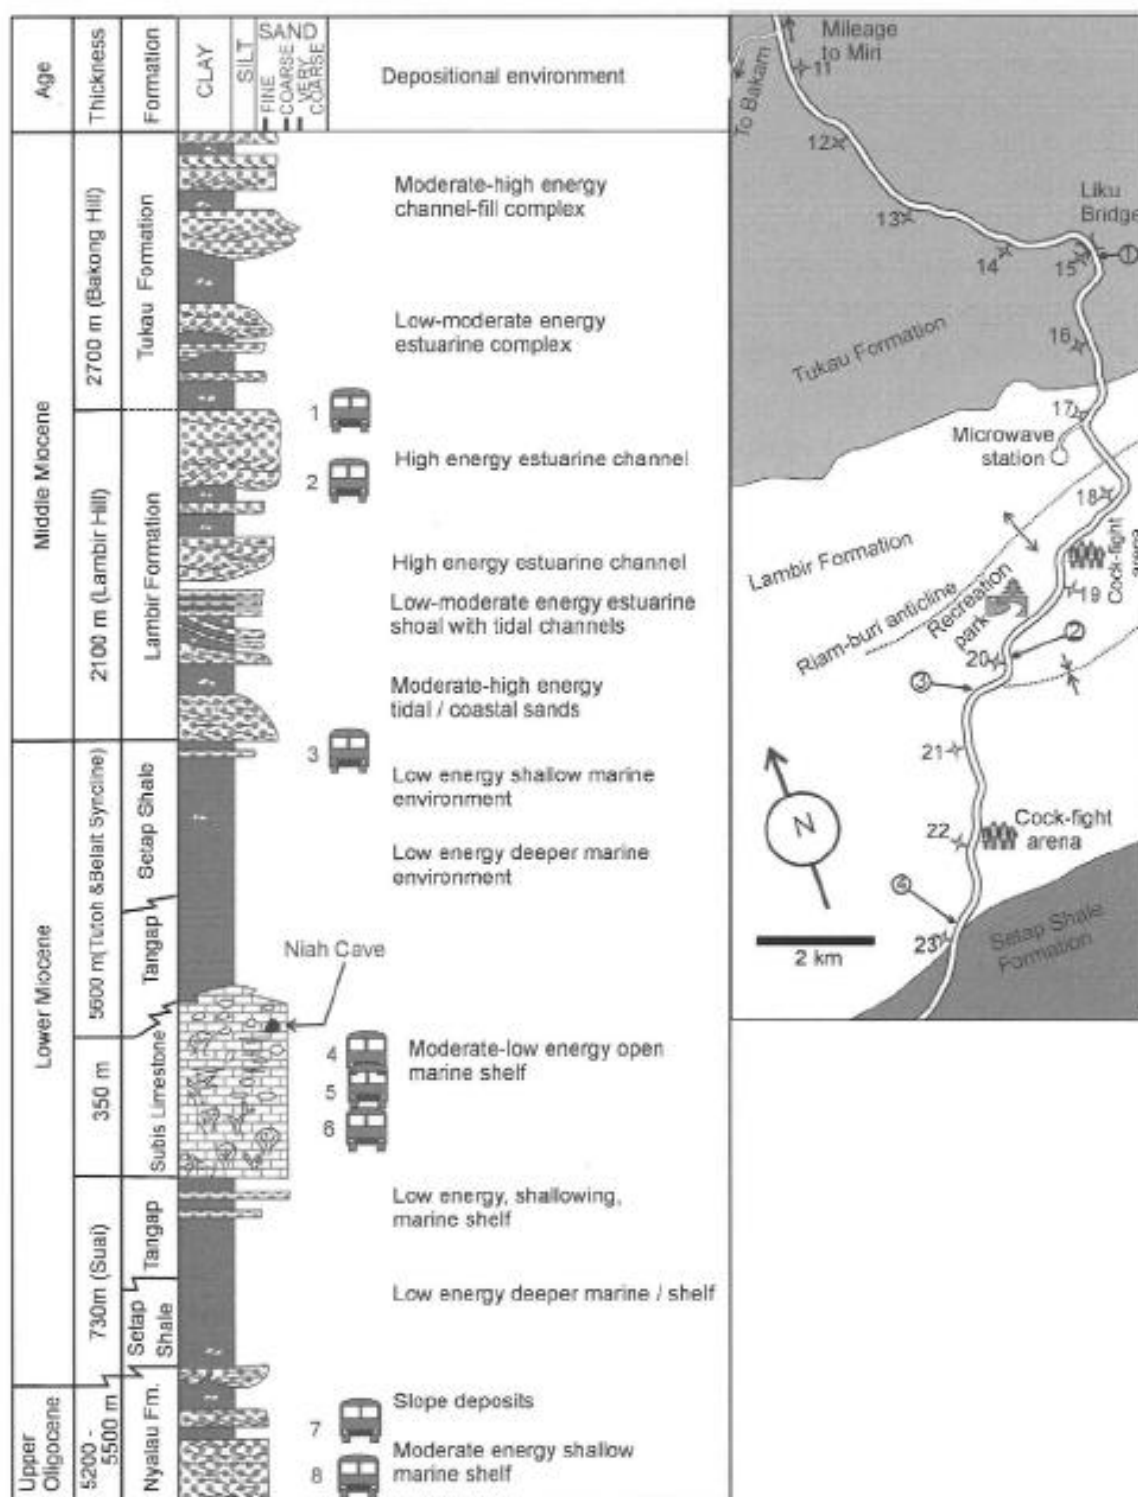 Age
Thickness
Formation
CLAY
SILT
SAND
FINE
COARSE
VERY
COARSE
Depositional environment
Middle Miocene
Lower Miocene
Upper
Oligocene
2700 m (Bakong Hill)
2100 m (Lambir Hill)
5600 m(Tutoh &Belait Syncline)
350 m
730m (Suai)
5200 -
5500 m
Tukau Formation
Lambir Formation
Setap Shale
Tangap
Subis Limestone
Tangap
Setap
Shale
Nyalau Fm.
Moderate-high energy
channel-fill complex
Low-moderate energy
estuarine complex
1
High energy estuarine channel
2
High energy estuarine channel
Low-moderate energy estuarine
shoal with tidal channels
Moderate-high energy
tidal / coastal sands
3
Low energy shallow marine
environment
Low energy deeper marine
environment
Niah Cave
4
Moderate-low energy open
marine shelf
5
6
Low energy, shallowing,
marine shelf
Low energy deeper marine / shelf
Slope deposits
7
Moderate energy shallow
marine shelf
8
Mileage
to Miri
To Bakam
11
12
13
14
15
Liku
Bridge
1
16
Tukau Formation
17
Microwave
station
18
Lambir Formation
Cock-fight
arena
19
Riam-buri anticline
Recreation
park
2
20
3
21
N
22
Cock-fight
arena
4
2 km
23
Setap Shale
Formation